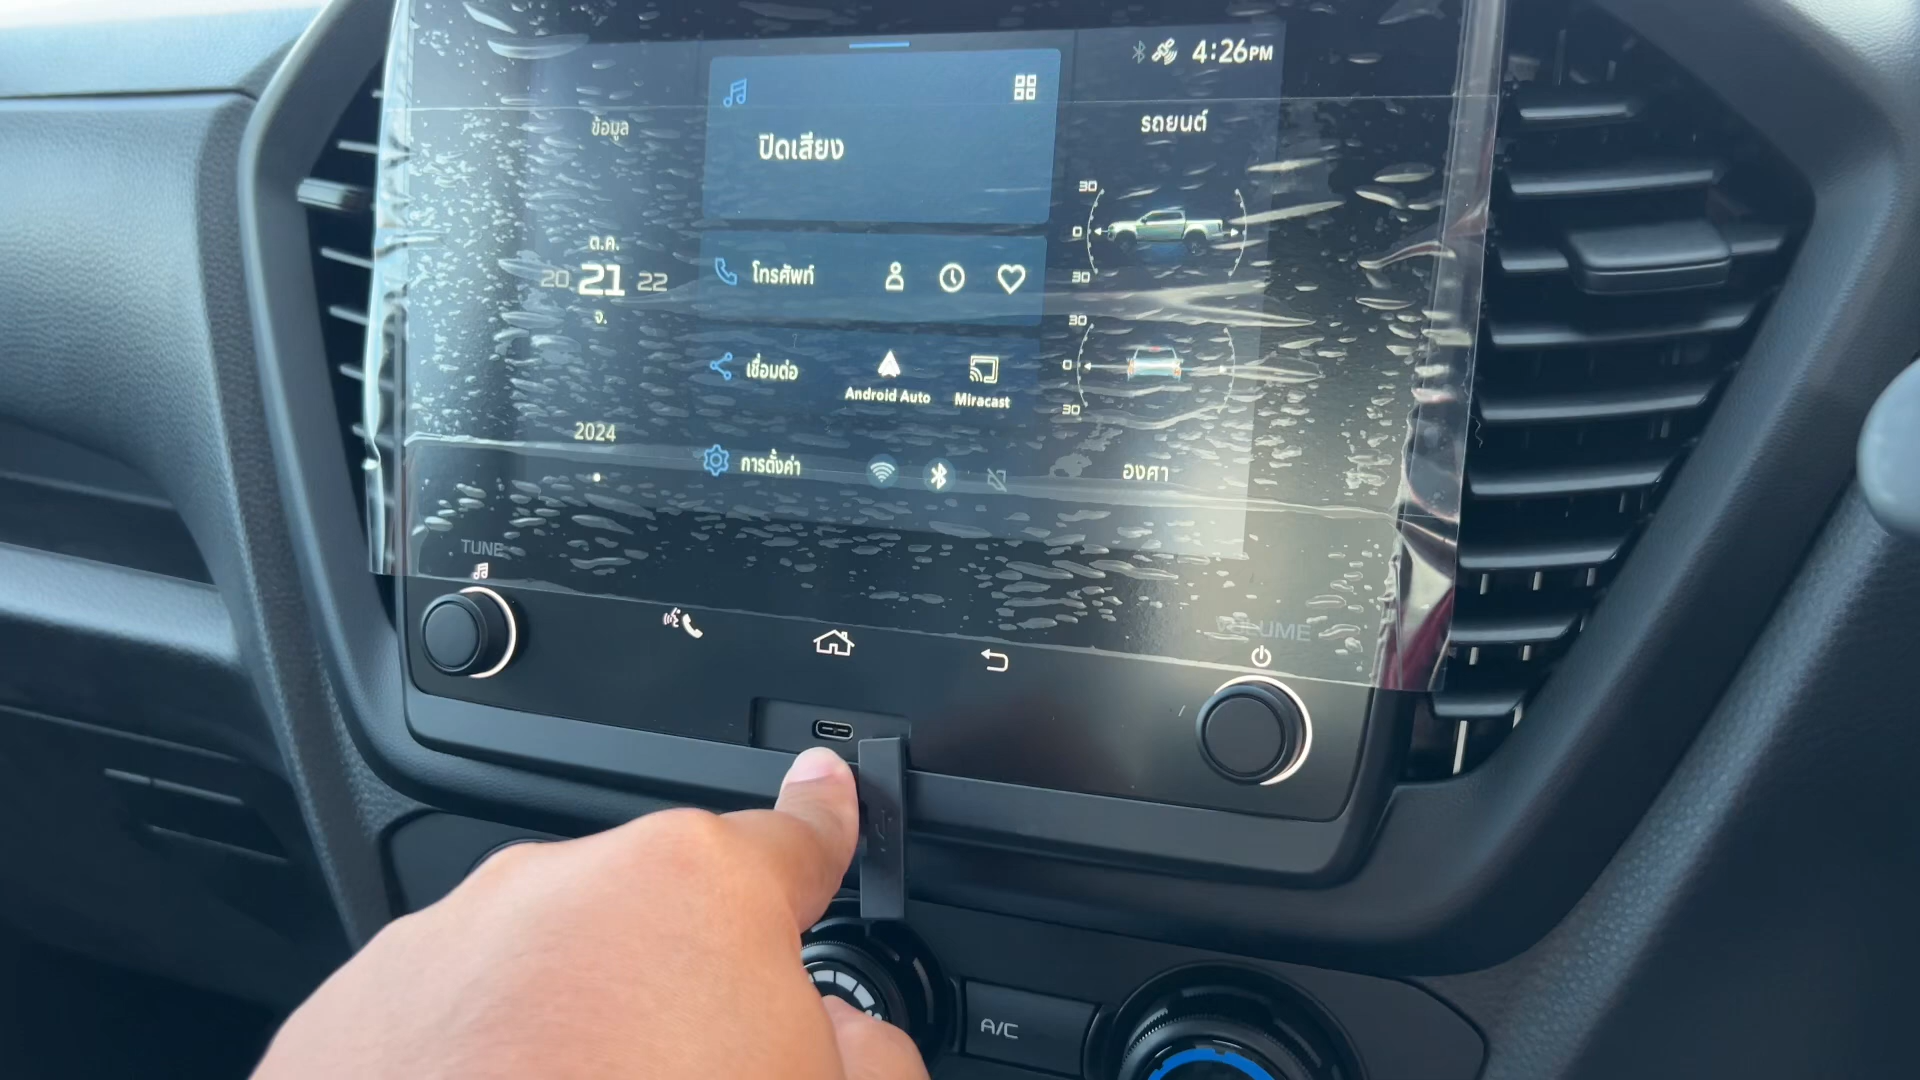 4:26PM
ข้อมูล
ปิดเสียง
รถยนต์
30
0
30
ต.ค.
20 21 22
จ.
โทรศัพท์
30
0
30
เชื่อมต่อ
Android Auto
Miracast
2024
การตั้งค่า
องศา
TUNE
VOLUME
A/C